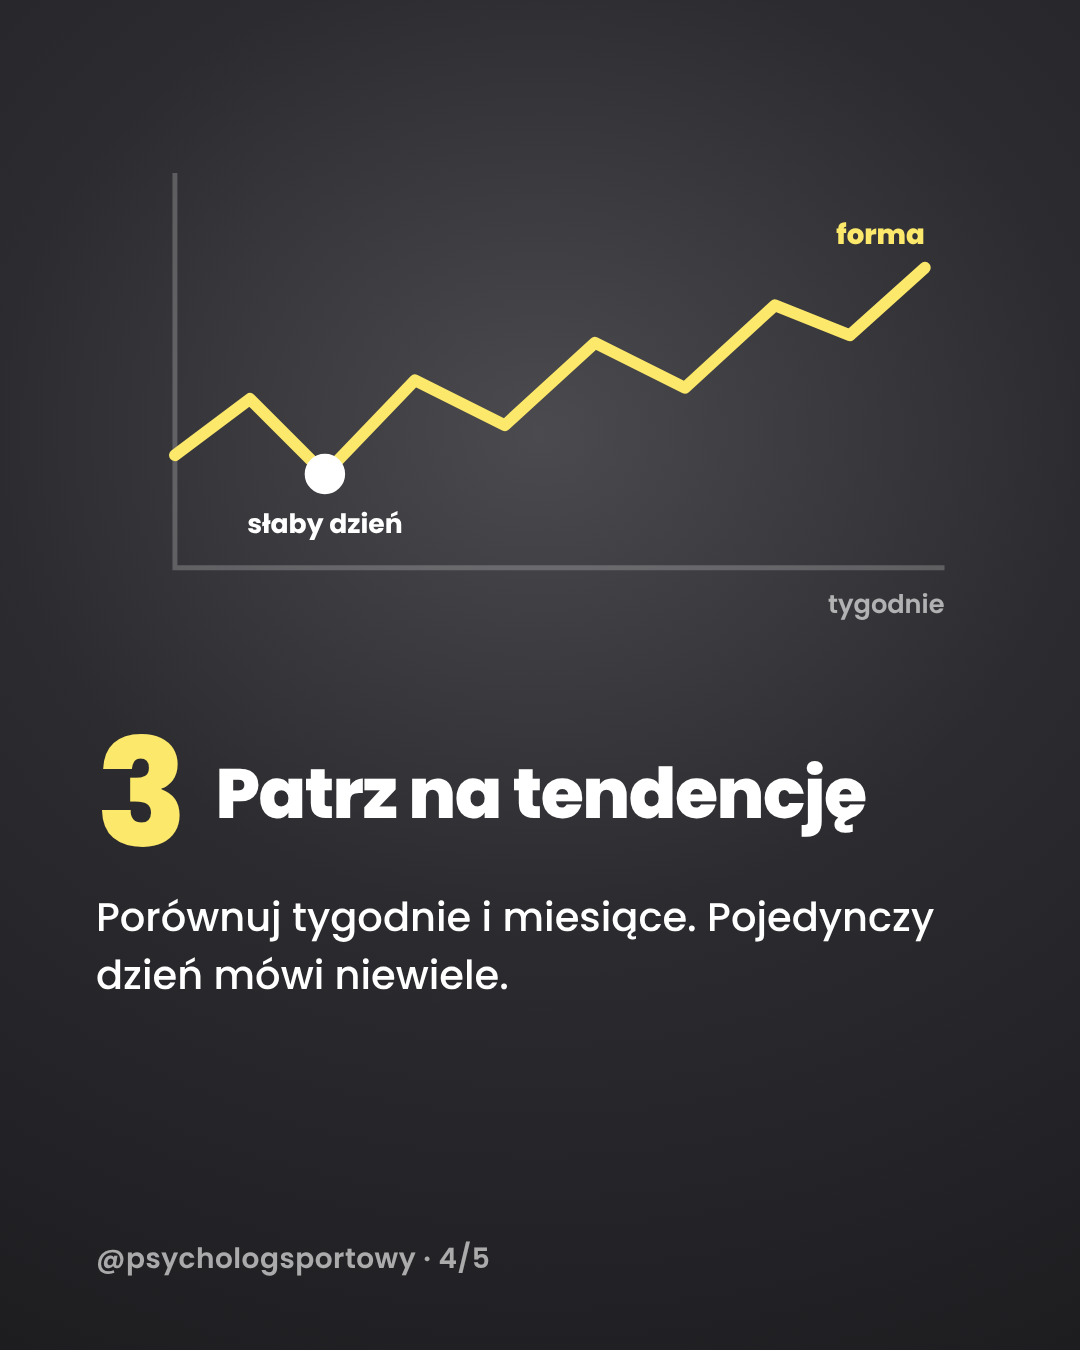 forma
słaby dzień
tygodnie
3 Patrz na tendencję
Porównuj tygodnie i miesiące. Pojedynczy
dzień mówi niewiele.
@psychologsportowy · 4/5